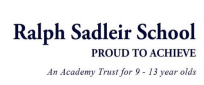 Ralph Sadleir School
PROUD TO ACHIEVE
An Academy Trust for 9 - 13 year olds